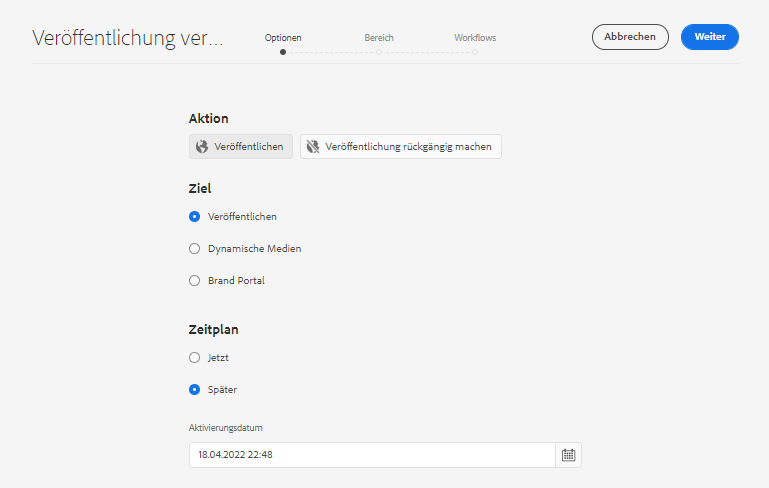 Veröffentlichung ver...
Optionen
Bereich
Workflows
Abbrechen
Weiter
Aktion
Veröffentlichen
Veröffentlichung rückgängig machen
Ziel
Veröffentlichen
Dynamische Medien
Brand Portal
Zeitplan
Jetzt
Später
Aktivierungsdatum
18.04.2022 22:48